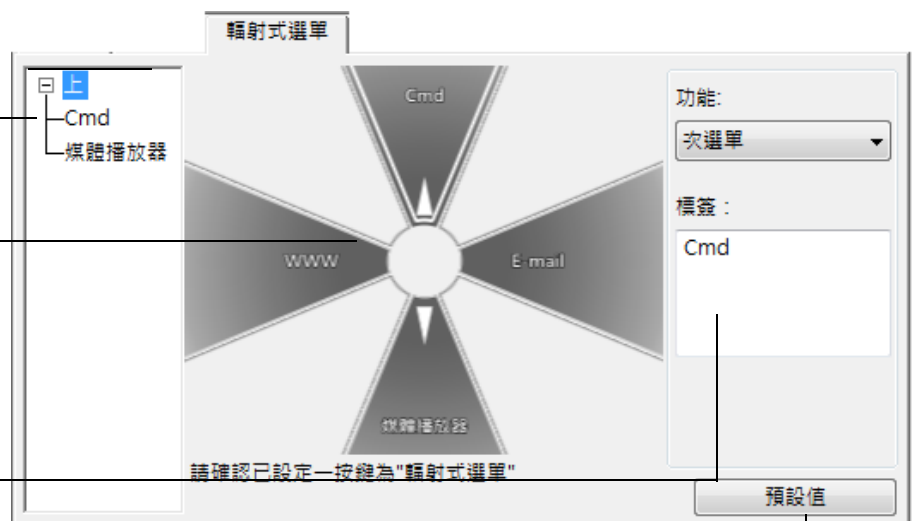 輻射式選單
上
Cmd
媒體播放器
Cmd
WWW
E-mail
媒體播放器
請確認已設定一按鍵為"輻射式選單"
功能:
次選單
標簽：
Cmd
預設值